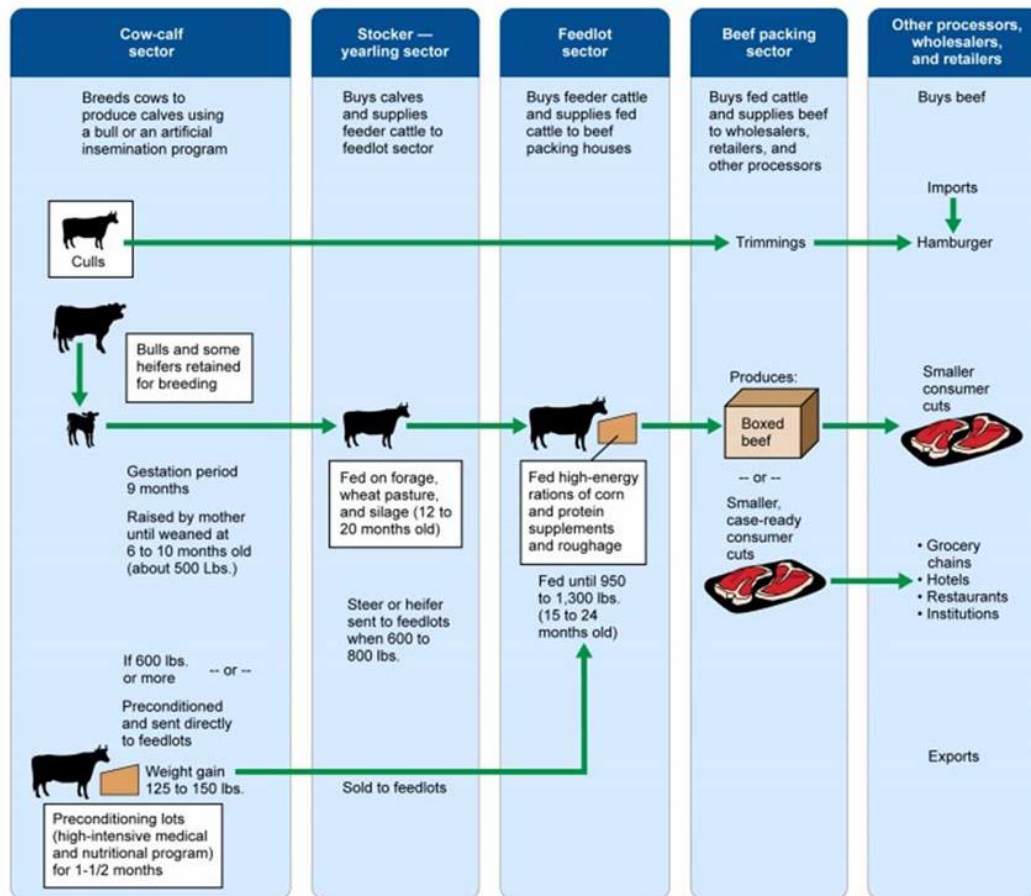 Cow-calf
sector
Breeds cows to
produce calves using
a bull or an artificial
insemination program
Culls
Bulls and some
heifers retained
for breeding
Gestation period
9 months
Raised by mother
until weaned at
6 to 10 months old
(about 500 Lbs.)
If 600 lbs.
or more
-- or --
Preconditioned
and sent directly
to feedlots
Weight gain
125 to 150 lbs.
Preconditioning lots
(high-intensive medical
and nutritional program)
for 1-1/2 months
Stocker —
yearling sector
Buys calves
and supplies
feeder cattle to
feedlot sector
Fed on forage,
wheat pasture,
and silage (12 to
20 months old)
Steer or heifer
sent to feedlots
when 600 to
800 lbs.
Sold to feedlots
Feedlot
sector
Buys feeder cattle
and supplies fed
cattle to beef
packing houses
Fed high-energy
rations of corn
and protein
supplements
and roughage
Fed until 950
to 1,300 lbs.
(15 to 24
months old)
Beef packing
sector
Buys fed cattle
and supplies beef
to wholesalers,
retailers, and
other processors
Trimmings
Produces:
Boxed
beef
-- or --
Smaller,
case-ready
consumer
cuts
Other processors,
wholesalers,
and retailers
Buys beef
Imports
Hamburger
Smaller
consumer
cuts
• Grocery
chains
• Hotels
• Restaurants
• Institutions
Exports